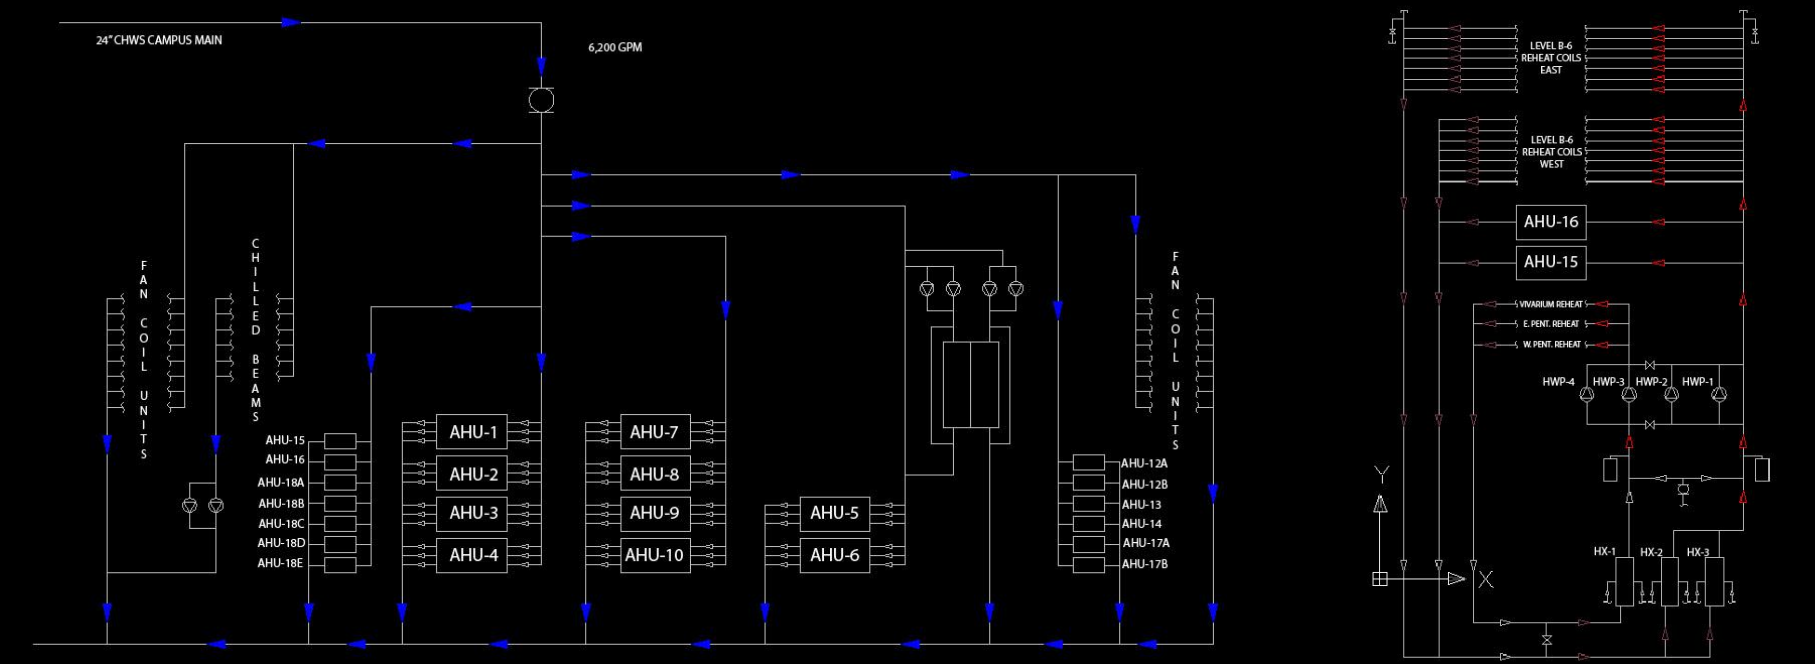 24" CHWS CAMPUS MAIN
6,200 GPM
FAN COIL UNITS
CHILLED BEAMS
AHU-15
AHU-16
AHU-18A
AHU-18B
AHU-18C
AHU-18D
AHU-18E
AHU-1
AHU-2
AHU-3
AHU-4
AHU-7
AHU-8
AHU-9
AHU-10
AHU-5
AHU-6
AHU-12A
AHU-12B
AHU-13
AHU-14
AHU-17A
AHU-17B
FAN COIL UNITS
LEVEL B-6
REHEAT COILS
EAST
LEVEL B-6
REHEAT COILS
WEST
AHU-16
AHU-15
VIVARIUM REHEAT
E. PENT. REHEAT
W. PENT. REHEAT
HWP-4 HWP-3 HWP-2 HWP-1
HX-1 HX-2 HX-3
Y
X